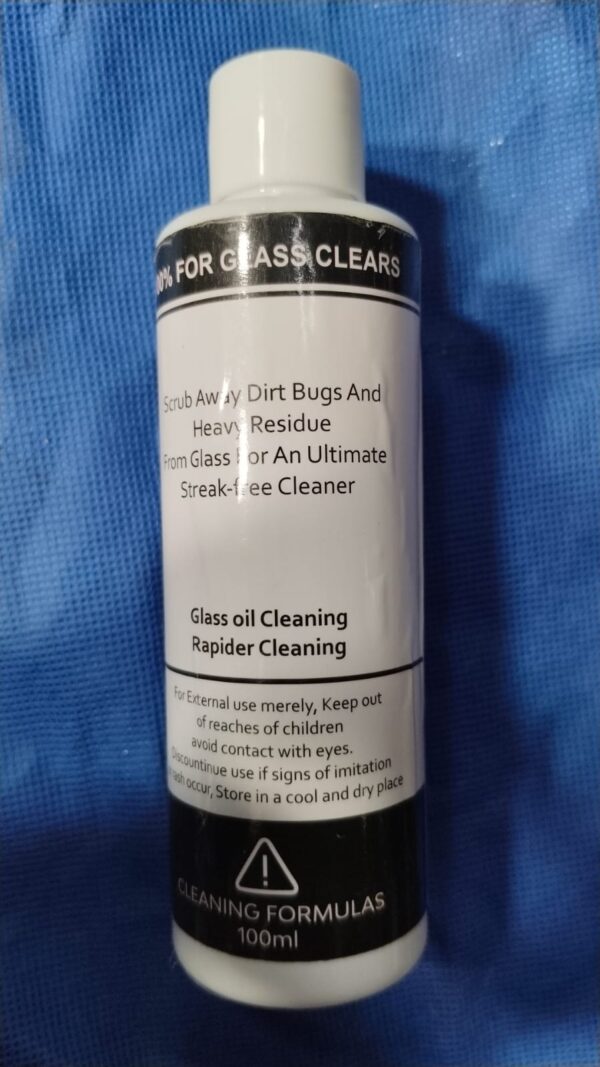 00% FOR GLASS CLEARS
Scrub Away Dirt Bugs And
Heavy Residue
From Glass For An Ultimate
Streak-free Cleaner
Glass oil Cleaning
Rapider Cleaning
For External use merely, Keep out
of reaches of children
avoid contact with eyes.
Discountinue use if signs of imitation
rash occur, Store in a cool and dry place
CLEANING FORMULAS
100ml